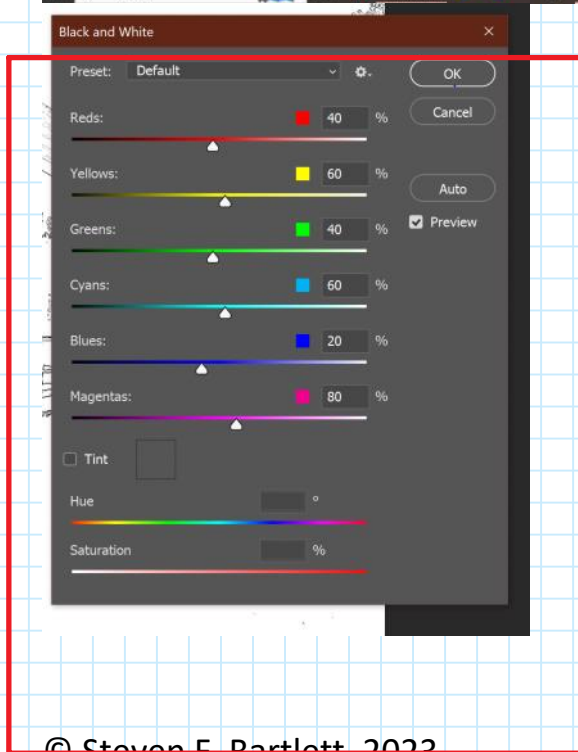 Black and White
Preset: Default
OK
Reds: 40 %
Cancel
Yellows: 60 %
Auto
Greens: 40 %
Preview
Cyans: 60 %
Blues: 20 %
Magentas: 80 %
Tint
Hue °
Saturation %
© Steven F. Bartlett, 2023